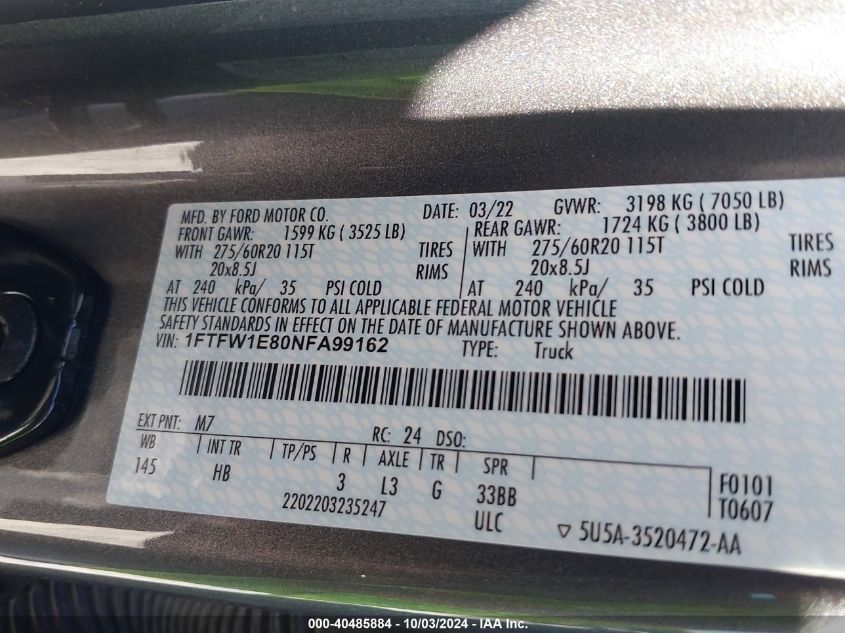 MFD. BY FORD MOTOR CO. DATE: 03/22 GVWR: 3198 KG ( 7050 LB)
FRONT GAWR: 1599 KG ( 3525 LB) REAR GAWR: 1724 KG ( 3800 LB)
WITH 275/60R20 115T TIRES WITH 275/60R20 115T TIRES
20x8.5J RIMS 20x8.5J RIMS
AT 240 kPa/ 35 PSI COLD AT 240 kPa/ 35 PSI COLD
THIS VEHICLE CONFORMS TO ALL APPLICABLE FEDERAL MOTOR VEHICLE
SAFETY STANDARDS IN EFFECT ON THE DATE OF MANUFACTURE SHOWN ABOVE.
VIN: 1FTFW1E80NFA99162 TYPE: Truck
EXT PNT: M7 RC: 24 DSO:
WB INT TR TP/PS R AXLE TR SPR
145 HB 3 L3 G 33BB F0101
2202203235247 ULC T0607
▽ 5U5A-3520472-AA
000-40485884 - 10/03/2024 - IAA Inc.